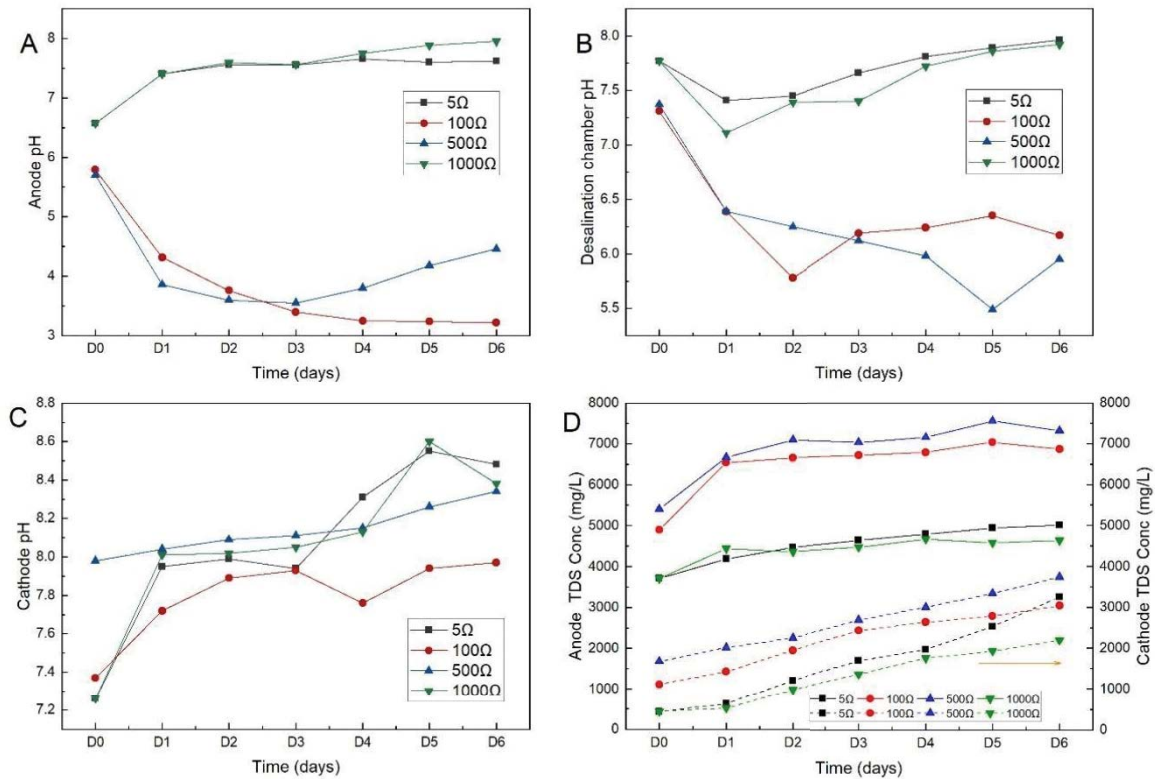 A
8
7
6
5
4
3
Anode pH
5Ω
100Ω
500Ω
1000Ω
D0 D1 D2 D3 D4 D5 D6
Time (days)
B
8.0
7.5
7.0
6.5
6.0
5.5
Desalination chamber pH
5Ω
100Ω
500Ω
1000Ω
D0 D1 D2 D3 D4 D5 D6
Time (days)
C
8.8
8.6
8.4
8.2
8.0
7.8
7.6
7.4
7.2
Cathode pH
5Ω
100Ω
500Ω
1000Ω
D0 D1 D2 D3 D4 D5 D6
Time (days)
D
8000
7000
6000
5000
4000
3000
2000
1000
0
Anode TDS Conc (mg/L)
8000
7000
6000
5000
4000
3000
2000
1000
0
Cathode TDS Conc (mg/L)
5Ω 100Ω 500Ω 1000Ω
5Ω 100Ω 500Ω 1000Ω
D0 D1 D2 D3 D4 D5 D6
Time (days)